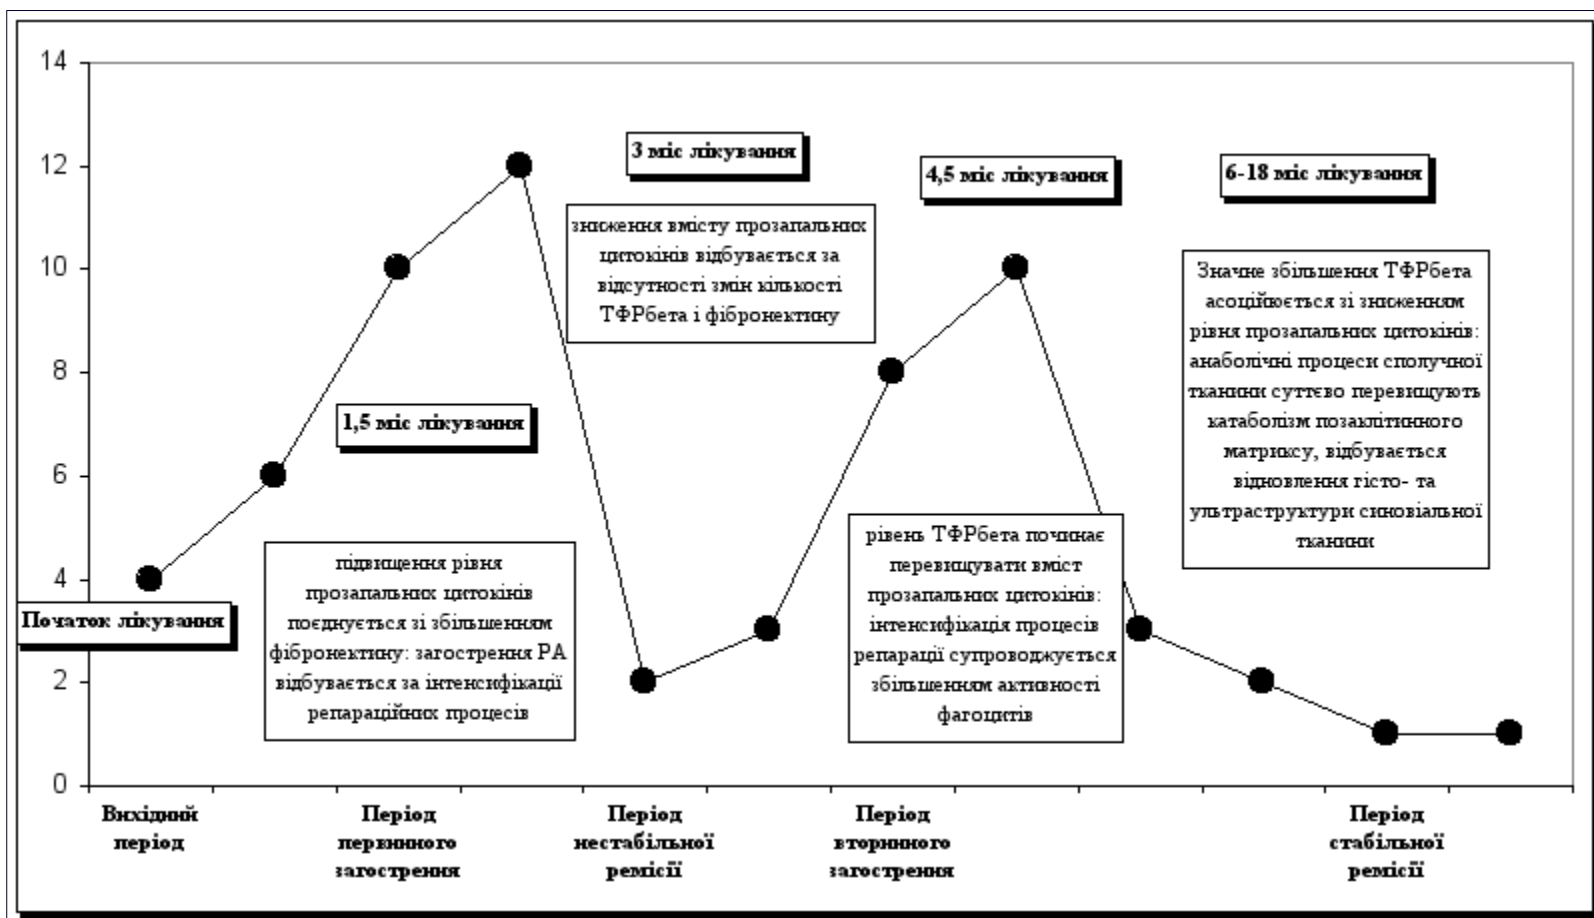 14
12
10
8
6
4
2
0
Початок лікування
1,5 міс лікування
підвищення рівня
прозапальних цитокінів
поєднується зі збільшенням
фібронектину: загострення РА
відбувається за інтенсифікації
репараційних процесів
3 міс лікування
зниження вмісту прозапальних
цитокінів відбувається за
відсутності змін кількості
ТФРбета і фібронектину
4,5 міс лікування
рівень ТФРбета починає
перевищувати вміст
прозапальних цитокінів:
інтенсифікація процесів
репарації супроводжується
збільшенням активності
фагоцитів
6-18 міс лікування
Значне збільшення ТФРбета
асоційюється зі зниженням
рівня прозапальних цитокінів:
анаболічні процеси сполучної
тканини суттєво перевищують
катаболізм позаклітинного
матриксу, відбувається
відновлення гісто- та
ультраструктури синовіальної
тканини
Вихідний
період
Період
первинного
загострення
Період
нестабільної
ремісії
Період
вторинного
загострення
Період
стабільної
ремісії